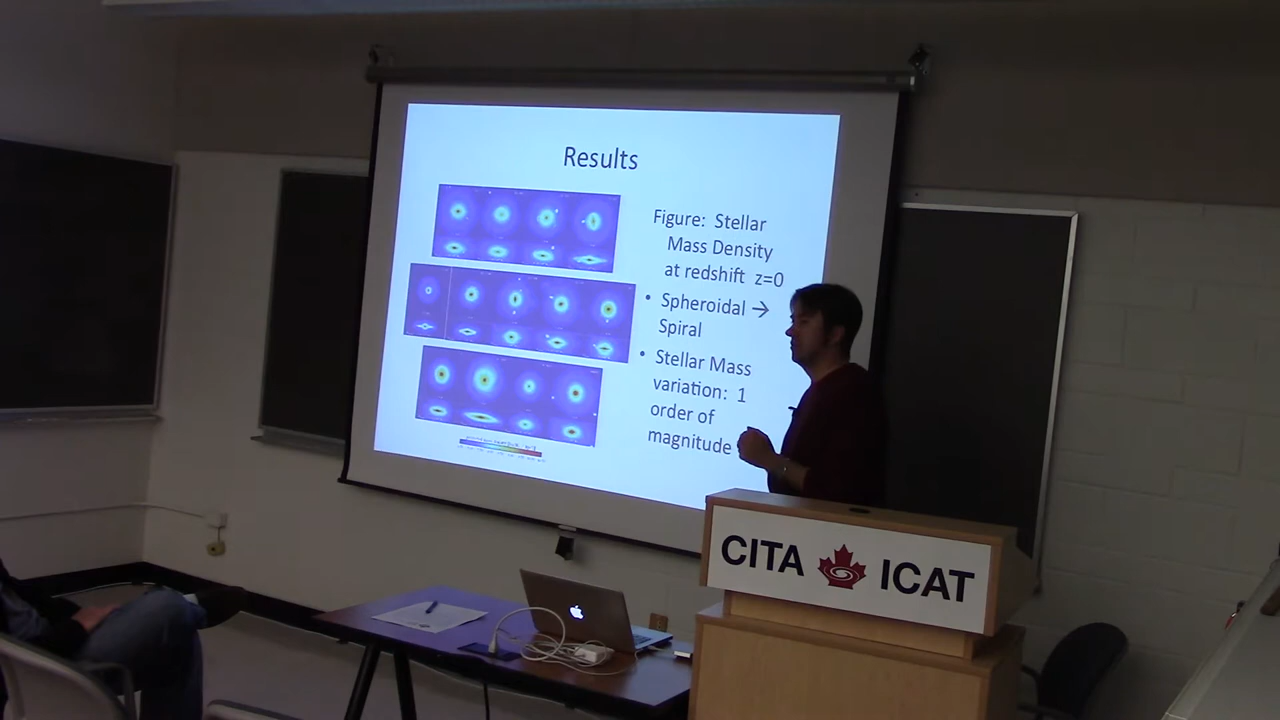 Results
Figure: Stellar
Mass Density
at redshift z=0
• Spheroidal →
Spiral
• Stellar Mass
variation: 1
order of
magnitude
CITA ICAT